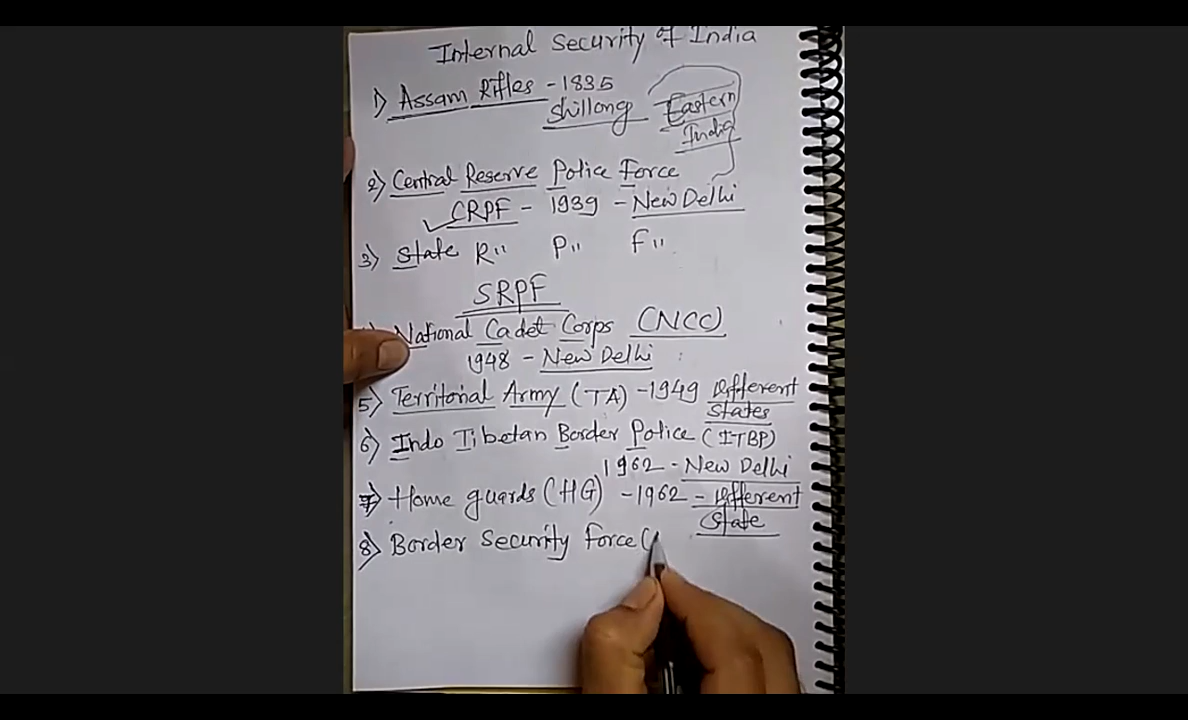 Internal Security of India
1) Assam Rifles - 1835
Shillong Eastern
India
2) Central Reserve Police Force
CRPF - 1939 - New Delhi
3) State R" P" F"
SRPF
National Cadet Corps (NCC)
1948 - New Delhi
5) Territorial Army (TA) - 1949 Different
States
6) Indo Tibetan Border Police (ITBP)
1962 - New Delhi
7) Home guards (HG) - 1962 - Different
State
8) Border Security Force (